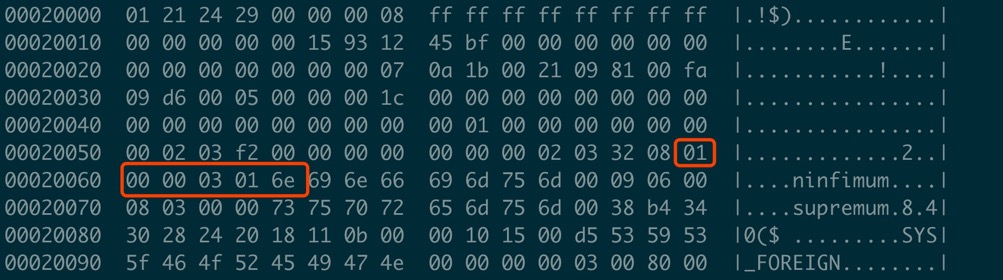 00020000  01 21 24 29 00 00 00 08  ff ff ff ff ff ff ff ff  |.!$)............|
00020010  00 00 00 00 00 15 93 12  45 bf 00 00 00 00 00 00  |........E.......|
00020020  00 00 00 00 00 00 00 07  0a 1b 00 21 09 81 00 fa  |...........!....|
00020030  09 d6 00 05 00 00 00 1c  00 00 00 00 00 00 00 00  |................|
00020040  00 00 00 00 00 00 00 00  00 01 00 00 00 00 00 00  |................|
00020050  00 02 03 f2 00 00 00 00  00 00 00 02 03 32 08 01  |.............2..|
00020060  00 00 03 01 6e 69 6e 66  69 6d 75 6d 00 09 06 00  |....ninfimum....|
00020070  08 03 00 00 73 75 70 72  65 6d 75 6d 00 38 b4 34  |....supremum.8.4|
00020080  30 28 24 20 18 11 0b 00  00 10 15 00 d5 53 59 53  |0($ .........SYS|
00020090  5f 46 4f 52 45 49 47 4e  00 00 00 00 03 00 80 00  |_FOREIGN........|